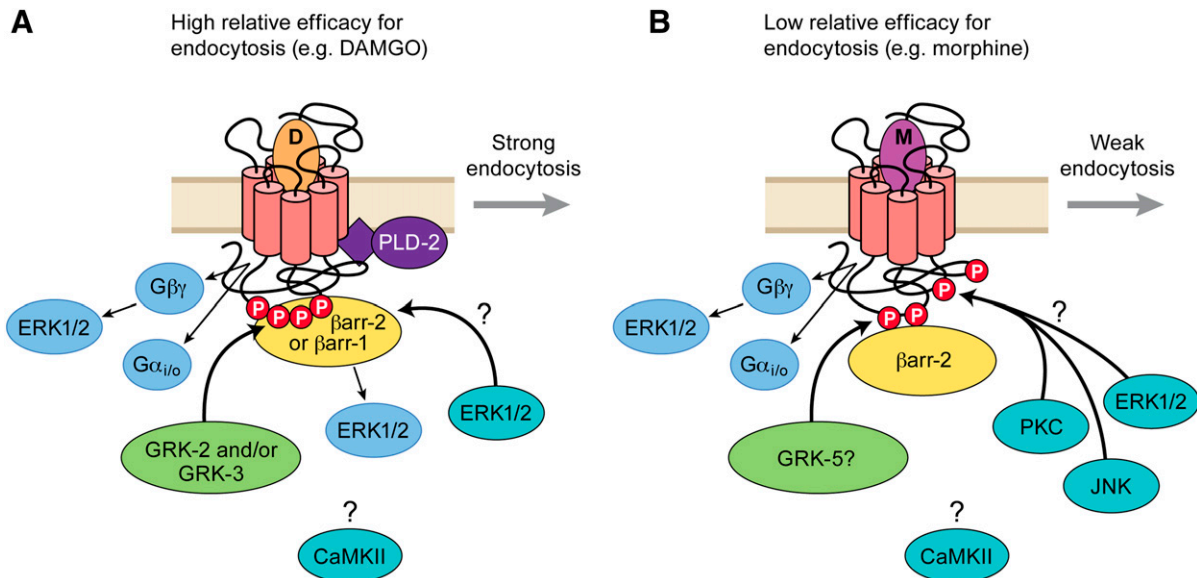 A
High relative efficacy for
endocytosis (e.g. DAMGO)
D
Strong
endocytosis
PLD-2
Gβγ
ERK1/2
Gαi/o
P
P
P
P
βarr-2
or βarr-1
?
ERK1/2
ERK1/2
GRK-2 and/or
GRK-3
?
CaMKII
B
Low relative efficacy for
endocytosis (e.g. morphine)
M
Weak
endocytosis
Gβγ
ERK1/2
Gαi/o
P
P
P
P
βarr-2
?
ERK1/2
PKC
JNK
GRK-5?
?
CaMKII